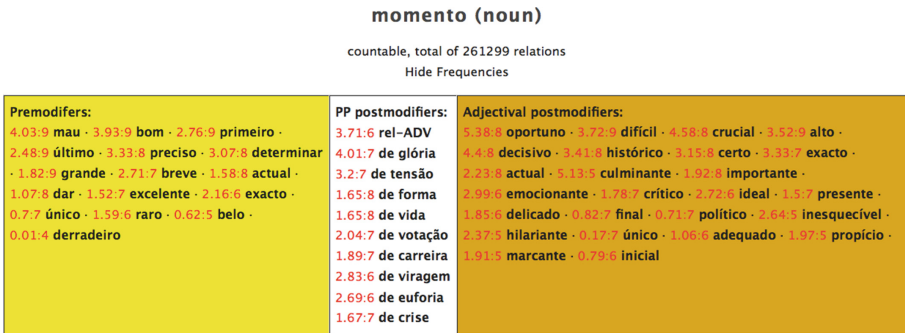 momento (noun)
countable, total of 261299 relations
Hide Frequencies
Premodifers:
4.03:9 mau · 3.93:9 bom · 2.76:9 primeiro ·
2.48:9 último · 3.33:8 preciso · 3.07:8 determinar
· 1.82:9 grande · 2.71:7 breve · 1.58:8 actual ·
1.07:8 dar · 1.52:7 excelente · 2.16:6 exacto ·
0.7:7 único · 1.59:6 raro · 0.62:5 belo ·
0.01:4 derradeiro
PP postmodifiers:
3.71:6 rel-ADV
4.01:7 de glória
3.2:7 de tensão
1.65:8 de forma
1.65:8 de vida
2.04:7 de votação
1.89:7 de carreira
2.83:6 de viragem
2.69:6 de euforia
1.67:7 de crise
Adjectival postmodifiers:
5.38:8 oportuno · 3.72:9 difícil · 4.58:8 crucial · 3.52:9 alto ·
4.4:8 decisivo · 3.41:8 histórico · 3.15:8 certo · 3.33:7 exacto ·
2.23:8 actual · 5.13:5 culminante · 1.92:8 importante ·
2.99:6 emocionante · 1.78:7 crítico · 2.72:6 ideal · 1.5:7 presente ·
1.85:6 delicado · 0.82:7 final · 0.71:7 político · 2.64:5 inesquecível ·
2.37:5 hilariante · 0.17:7 único · 1.06:6 adequado · 1.97:5 propício ·
1.91:5 marcante · 0.79:6 inicial